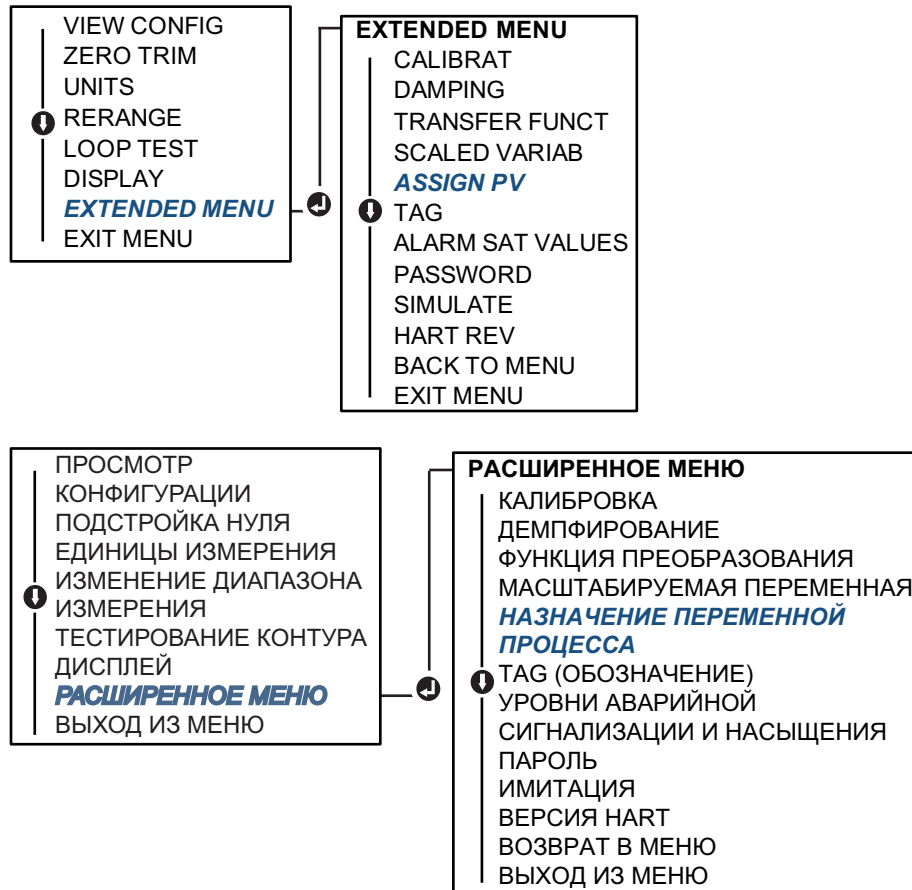 VIEW CONFIG
ZERO TRIM
UNITS
RERANGE
LOOP TEST
DISPLAY
EXTENDED MENU
EXIT MENU
EXTENDED MENU
CALIBRAT
DAMPING
TRANSFER FUNCT
SCALED VARIAB
ASSIGN PV
TAG
ALARM SAT VALUES
PASSWORD
SIMULATE
HART REV
BACK TO MENU
EXIT MENU
ПРОСМОТР
КОНФИГУРАЦИИ
ПОДСТРОЙКА НУЛЯ
ЕДИНИЦЫ ИЗМЕРЕНИЯ
ИЗМЕНЕНИЕ ДИАПАЗОНА
ИЗМЕРЕНИЯ
ТЕСТИРОВАНИЕ КОНТУРА
ДИСПЛЕЙ
РАСШИРЕННОЕ МЕНЮ
ВЫХОД ИЗ МЕНЮ
РАСШИРЕННОЕ МЕНЮ
КАЛИБРОВКА
ДЕМПФИРОВАНИЕ
ФУНКЦИЯ ПРЕОБРАЗОВАНИЯ
МАСШТАБИРУЕМАЯ ПЕРЕМЕННАЯ
НАЗНАЧЕНИЕ ПЕРЕМЕННОЙ
ПРОЦЕССА
TAG (ОБОЗНАЧЕНИЕ)
УРОВНИ АВАРИЙНОЙ
СИГНАЛИЗАЦИИ И НАСЫЩЕНИЯ
ПАРОЛЬ
ИМИТАЦИЯ
ВЕРСИЯ HART
ВОЗВРАТ В МЕНЮ
ВЫХОД ИЗ МЕНЮ